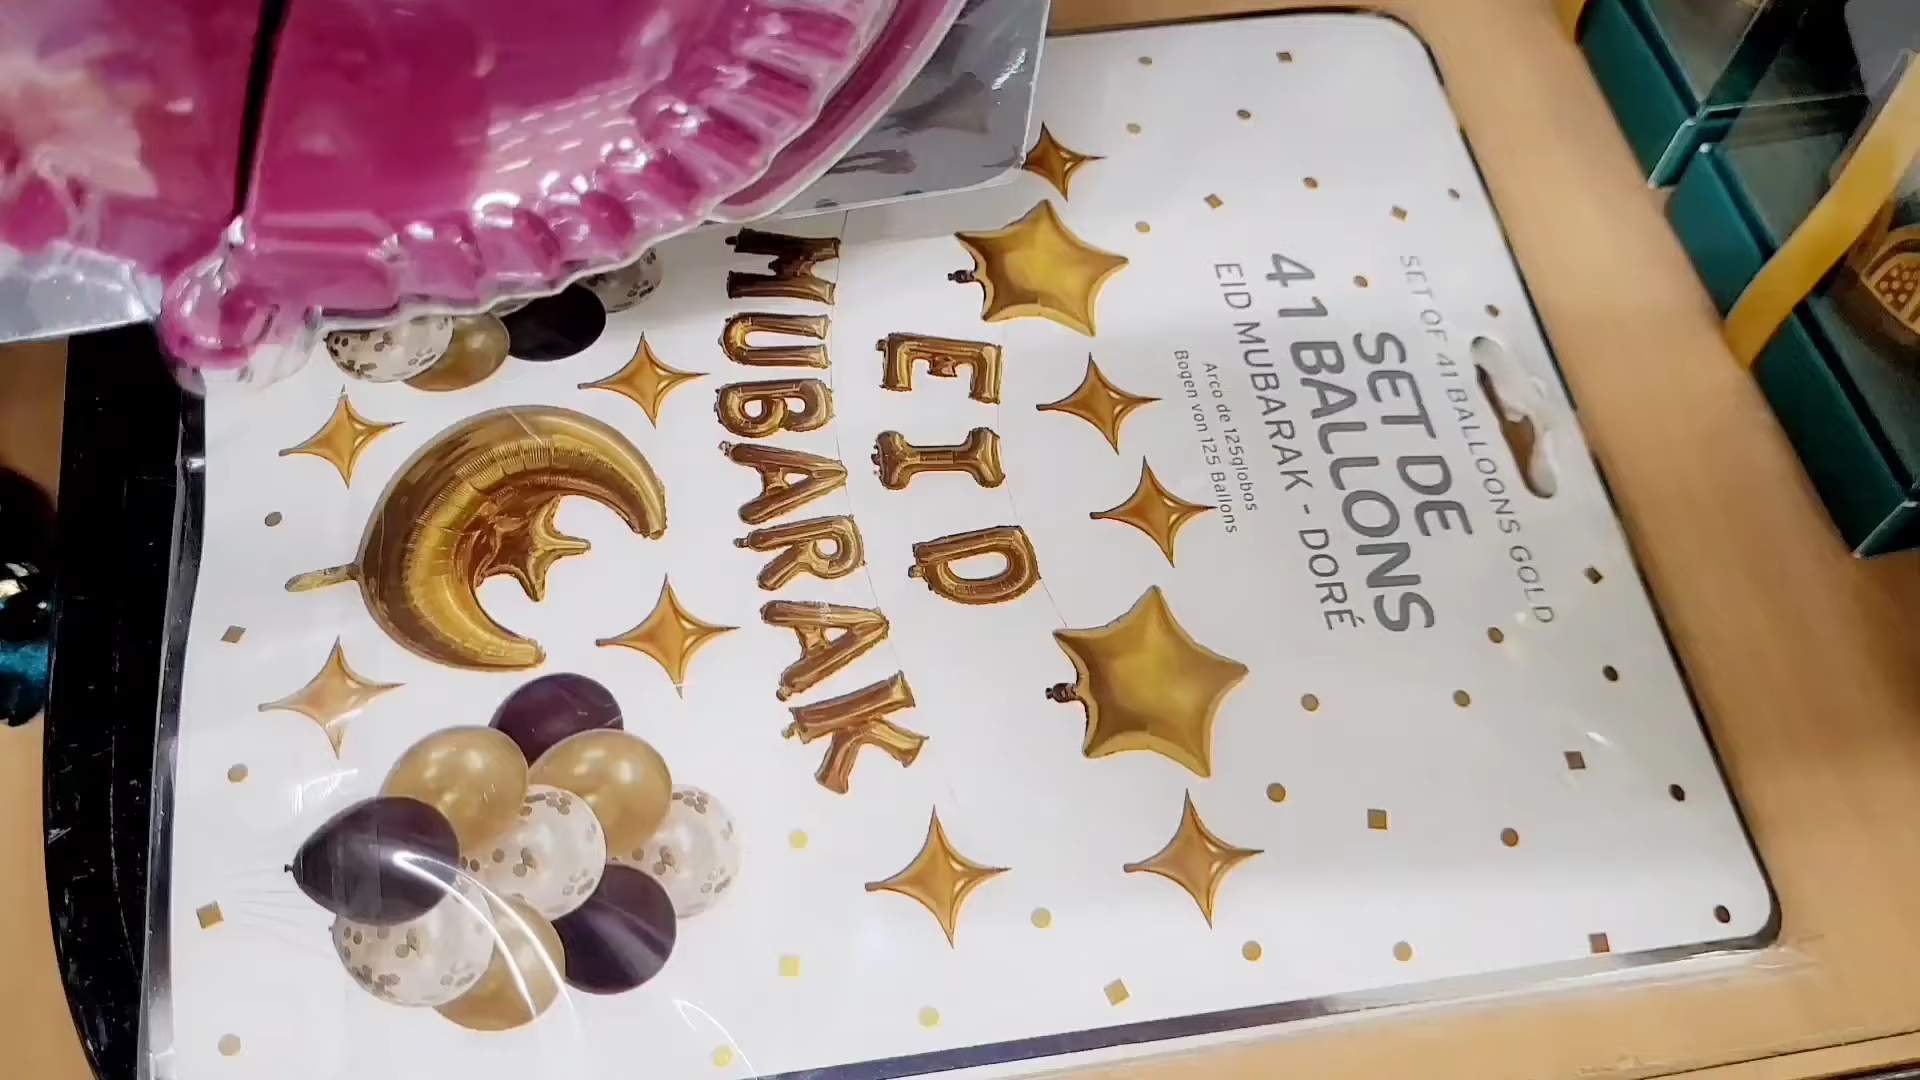 SET OF 41 BALLOONS GOLD
SET DE
41 BALLONS
EID MUBARAK - DORÉ
Arco de 125globos
Bogen von 125 Ballons
EID
MUBARAK